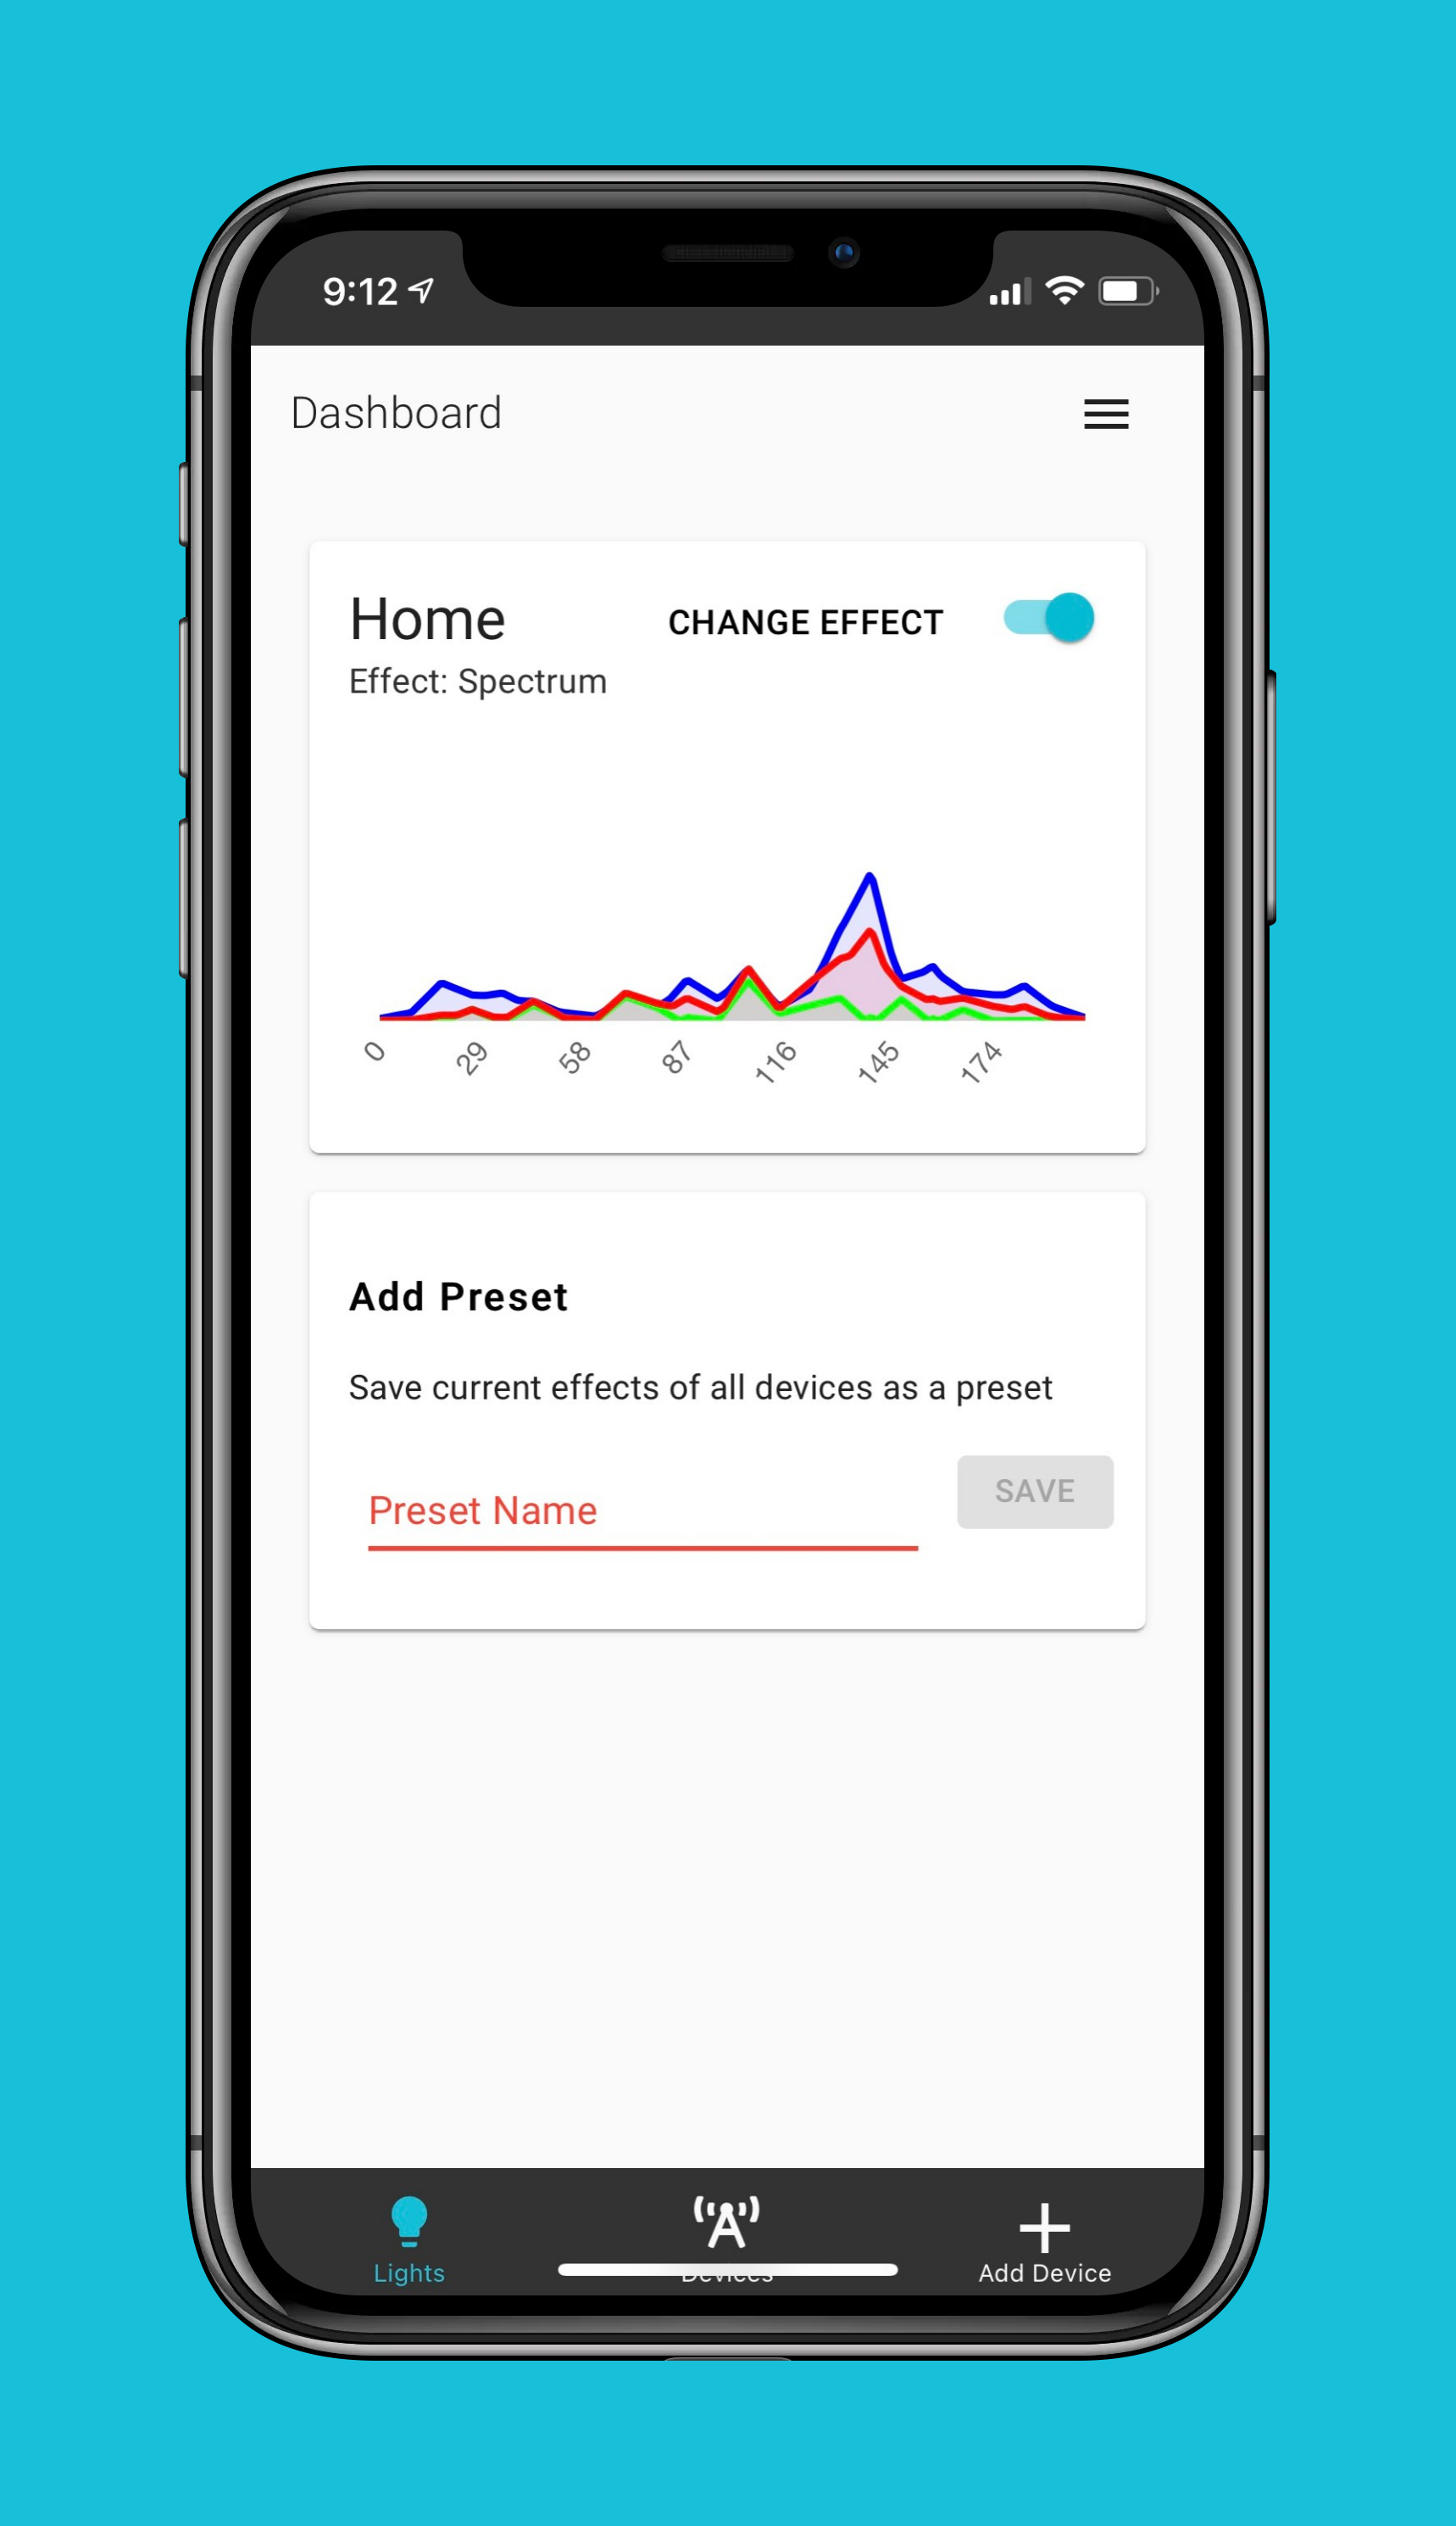 9:12
Dashboard
Home
CHANGE EFFECT
Effect: Spectrum
0
29
58
87
116
145
174
Add Preset
Save current effects of all devices as a preset
Preset Name
SAVE
Lights
Devices
Add Device